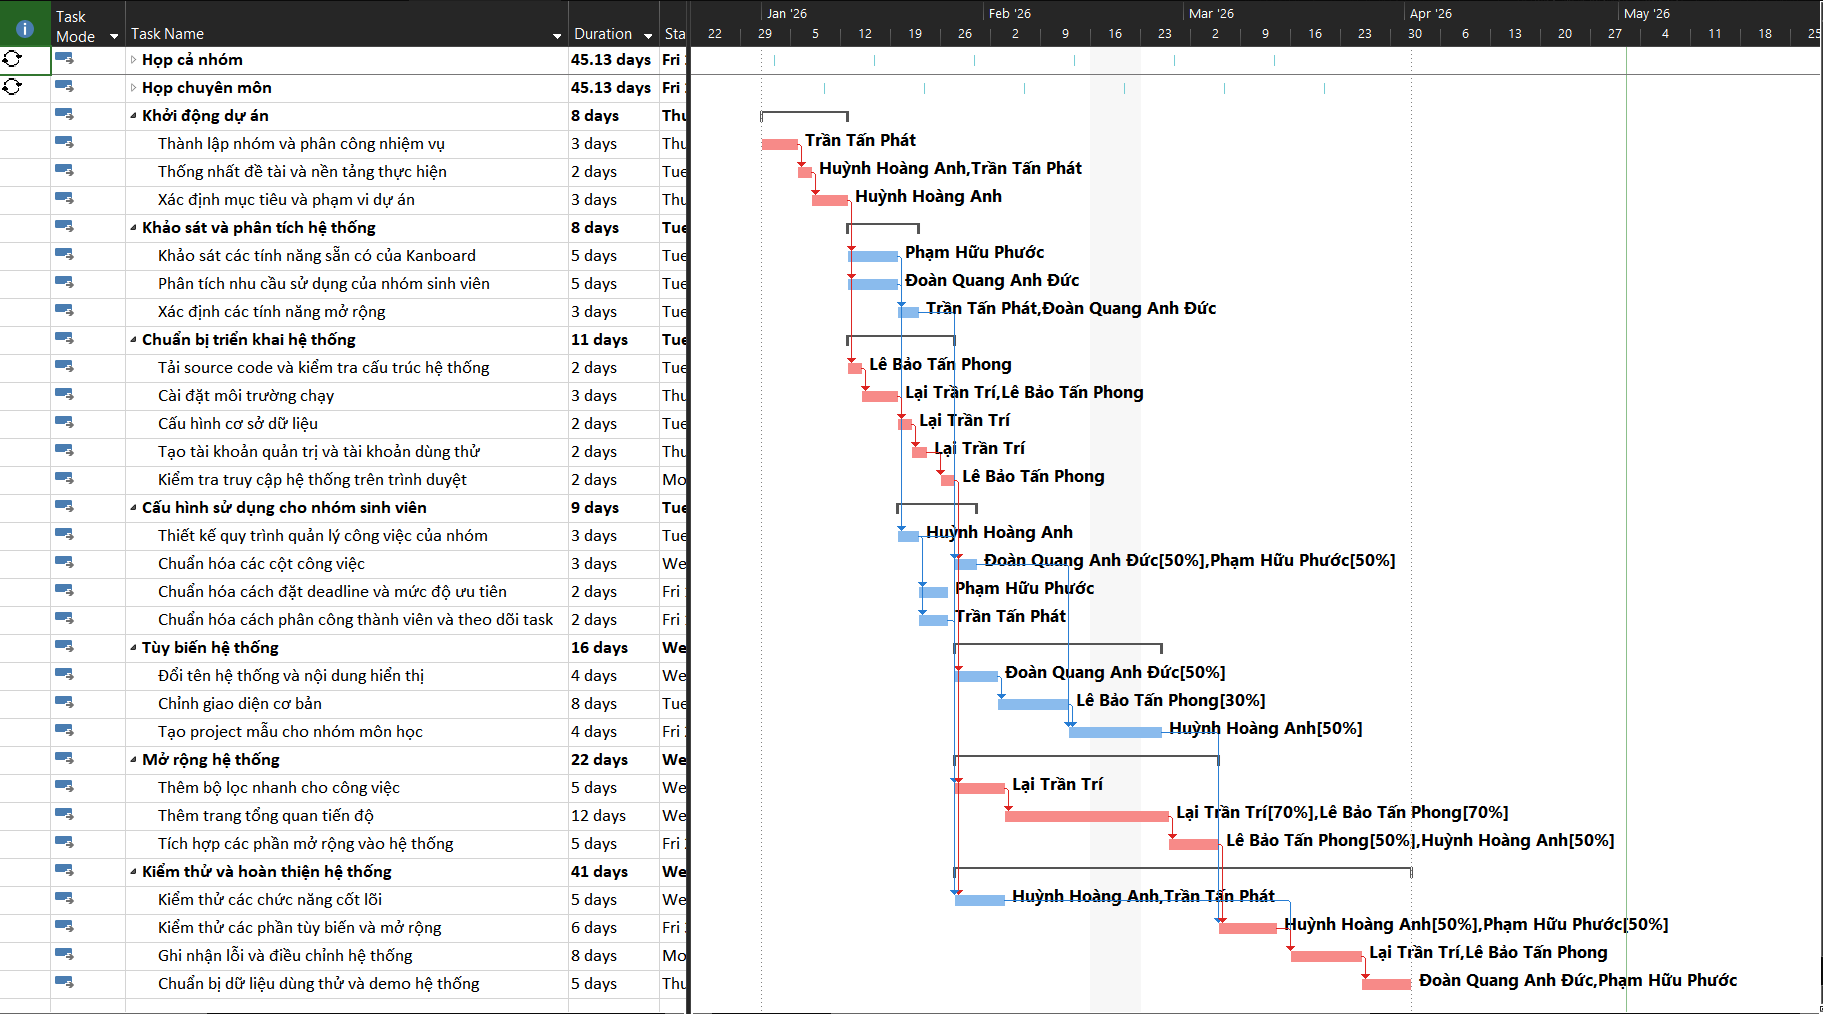 Task Mode
Task Name
Duration
Sta
Jan '26
Feb '26
Mar '26
Apr '26
May '26
22 29 5 12 19 26 2 9 16 23 2 9 16 23 30 6 13 20 27 4 11 18 25
Họp cả nhóm 45.13 days Fri
Họp chuyên môn 45.13 days Fri
Khởi động dự án 8 days Thu
Thành lập nhóm và phân công nhiệm vụ 3 days Thu Trần Tấn Phát
Thống nhất đề tài và nền tảng thực hiện 2 days Tue Huỳnh Hoàng Anh,Trần Tấn Phát
Xác định mục tiêu và phạm vi dự án 3 days Thu Huỳnh Hoàng Anh
Khảo sát và phân tích hệ thống 8 days Tue
Khảo sát các tính năng sẵn có của Kanboard 5 days Tue Phạm Hữu Phước
Phân tích nhu cầu sử dụng của nhóm sinh viên 5 days Tue Đoàn Quang Anh Đức
Xác định các tính năng mở rộng 3 days Tue Trần Tấn Phát,Đoàn Quang Anh Đức
Chuẩn bị triển khai hệ thống 11 days Tue
Tải source code và kiểm tra cấu trúc hệ thống 2 days Tue Lê Bảo Tấn Phong
Cài đặt môi trường chạy 3 days Thu Lại Trần Trí,Lê Bảo Tấn Phong
Cấu hình cơ sở dữ liệu 2 days Tue Lại Trần Trí
Tạo tài khoản quản trị và tài khoản dùng thử 2 days Thu Lại Trần Trí
Kiểm tra truy cập hệ thống trên trình duyệt 2 days Mo Lê Bảo Tấn Phong
Cấu hình sử dụng cho nhóm sinh viên 9 days Tue
Thiết kế quy trình quản lý công việc của nhóm 3 days Tue Huỳnh Hoàng Anh
Chuẩn hóa các cột công việc 3 days We Đoàn Quang Anh Đức[50%],Phạm Hữu Phước[50%]
Chuẩn hóa cách đặt deadline và mức độ ưu tiên 2 days Fri Phạm Hữu Phước
Chuẩn hóa cách phân công thành viên và theo dõi task 2 days Fri Trần Tấn Phát
Tùy biến hệ thống 16 days We
Đổi tên hệ thống và nội dung hiển thị 4 days We Đoàn Quang Anh Đức[50%]
Chỉnh giao diện cơ bản 8 days Tue Lê Bảo Tấn Phong[30%]
Tạo project mẫu cho nhóm môn học 4 days Fri Huỳnh Hoàng Anh[50%]
Mở rộng hệ thống 22 days We
Thêm bộ lọc nhanh cho công việc 5 days We Lại Trần Trí
Thêm trang tổng quan tiến độ 12 days We Lại Trần Trí[70%],Lê Bảo Tấn Phong[70%]
Tích hợp các phần mở rộng vào hệ thống 5 days Fri Lê Bảo Tấn Phong[50%],Huỳnh Hoàng Anh[50%]
Kiểm thử và hoàn thiện hệ thống 41 days We
Kiểm thử các chức năng cốt lõi 5 days We Huỳnh Hoàng Anh,Trần Tấn Phát
Kiểm thử các phần tùy biến và mở rộng 6 days Fri Huỳnh Hoàng Anh[50%],Phạm Hữu Phước[50%]
Ghi nhận lỗi và điều chỉnh hệ thống 8 days Mo Lại Trần Trí,Lê Bảo Tấn Phong
Chuẩn bị dữ liệu dùng thử và demo hệ thống 5 days Thu Đoàn Quang Anh Đức,Phạm Hữu Phước